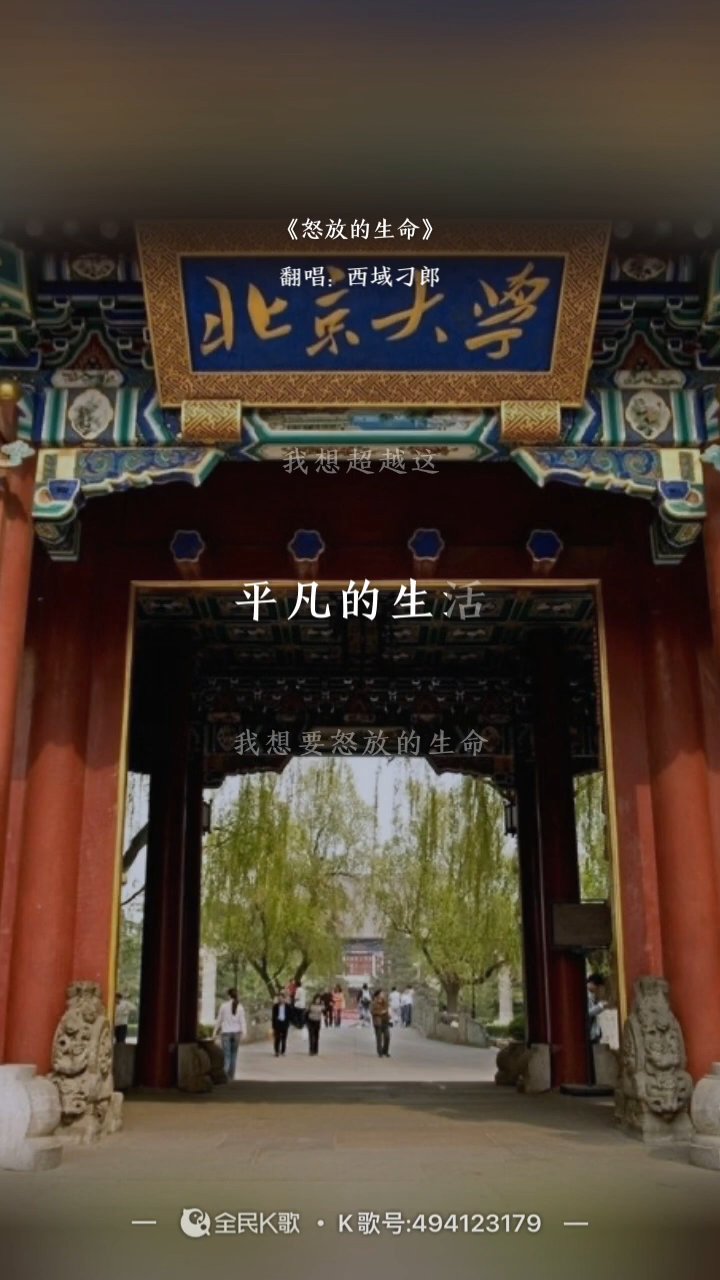 《怒放的生命》
翻唱：西域刁郎
北京大学
我想超越这
平凡的生活
我想要怒放的生命
全民K歌 · K歌号:494123179